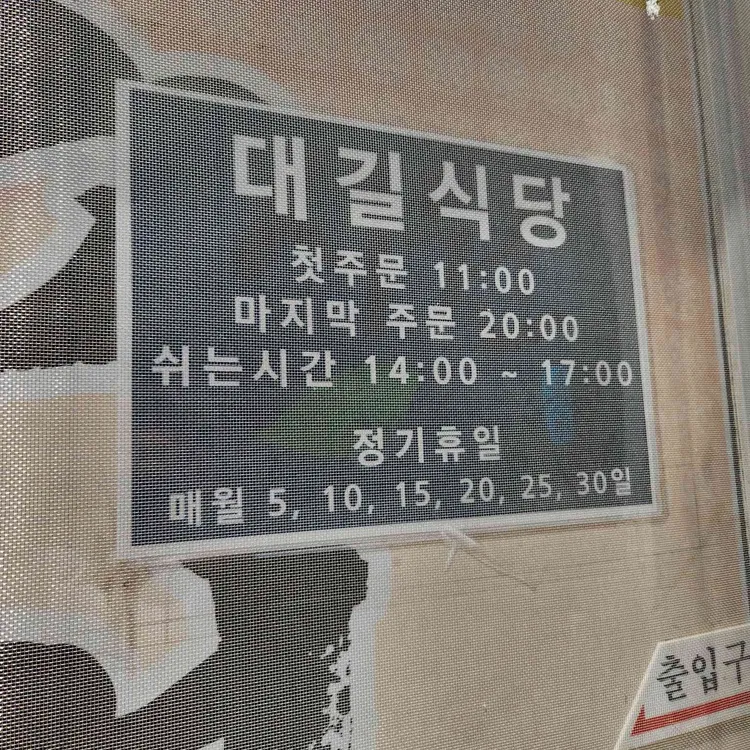 대길식당
첫주문 11:00
마지막 주문 20:00
쉬는시간 14:00 ~ 17:00
정기휴일
매월 5, 10, 15, 20, 25, 30일
출입구